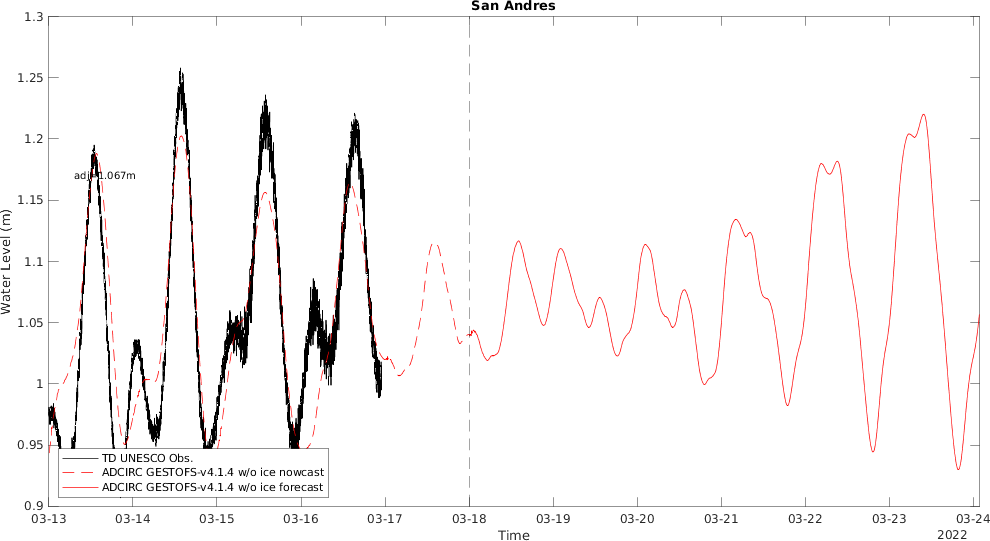 San Andres
1.3
1.25
1.2
1.15
1.1
1.05
1
0.95
0.9
Water Level (m)
adj=1.067m
TD UNESCO Obs.
ADCIRC GESTOFS-v4.1.4 w/o ice nowcast
ADCIRC GESTOFS-v4.1.4 w/o ice forecast
03-13 03-14 03-15 03-16 03-17 03-18 03-19 03-20 03-21 03-22 03-23 03-24
Time
2022